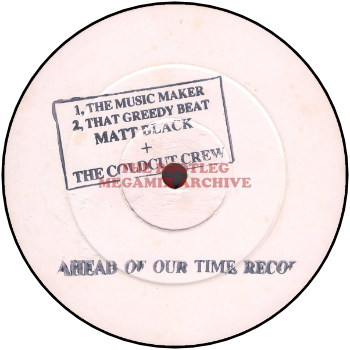 1, THE MUSIC MAKER
2, THAT GREEDY BEAT
MATT BLACK
+
THE COLDCUT CREW
THE BOOTLEG
MEGAMIX ARCHIVE
AHEAD OF OUR TIME RECOR